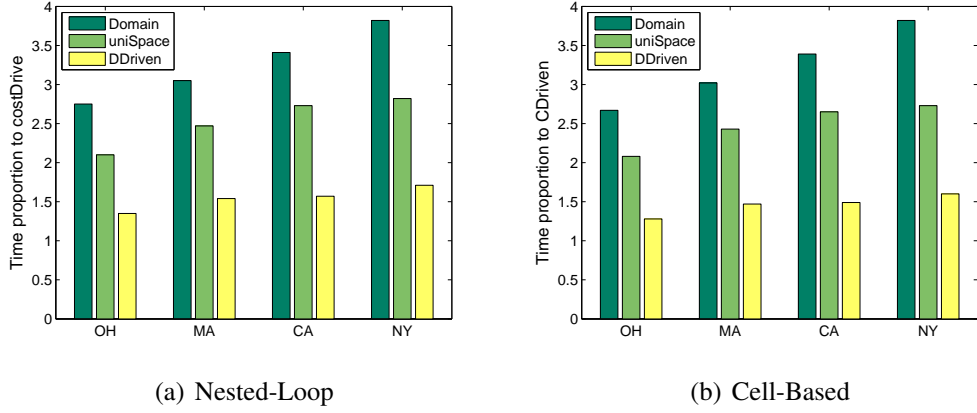 4
3.5
3
2.5
2
1.5
1
0.5
0
Time proportion to costDrive
Domain
uniSpace
DDriven
OH MA CA NY
(a) Nested-Loop
4
3.5
3
2.5
2
1.5
1
0.5
0
Time proportion to CDriven
Domain
uniSpace
DDriven
OH MA CA NY
(b) Cell-Based